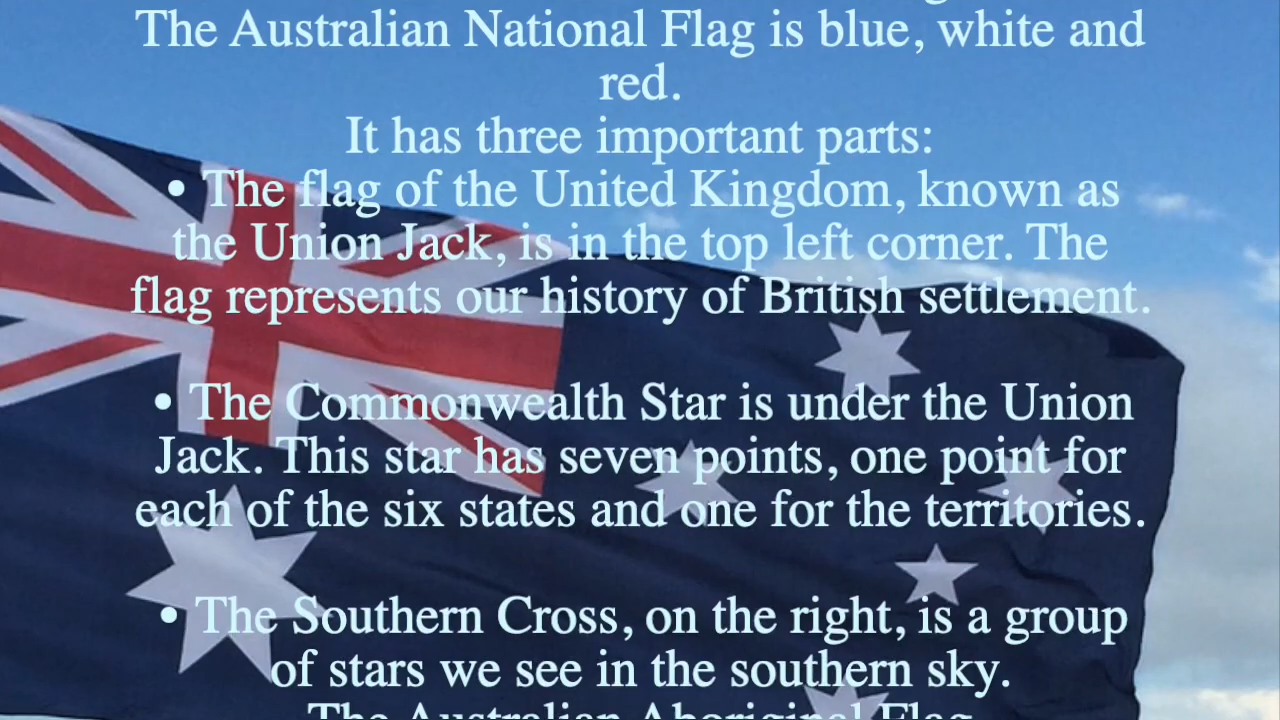 The Australian National Flag is blue, white and
red.
It has three important parts:
• The flag of the United Kingdom, known as
the Union Jack, is in the top left corner. The
flag represents our history of British settlement.
• The Commonwealth Star is under the Union
Jack. This star has seven points, one point for
each of the six states and one for the territories.
• The Southern Cross, on the right, is a group
of stars we see in the southern sky.
The Australian Aboriginal Flag